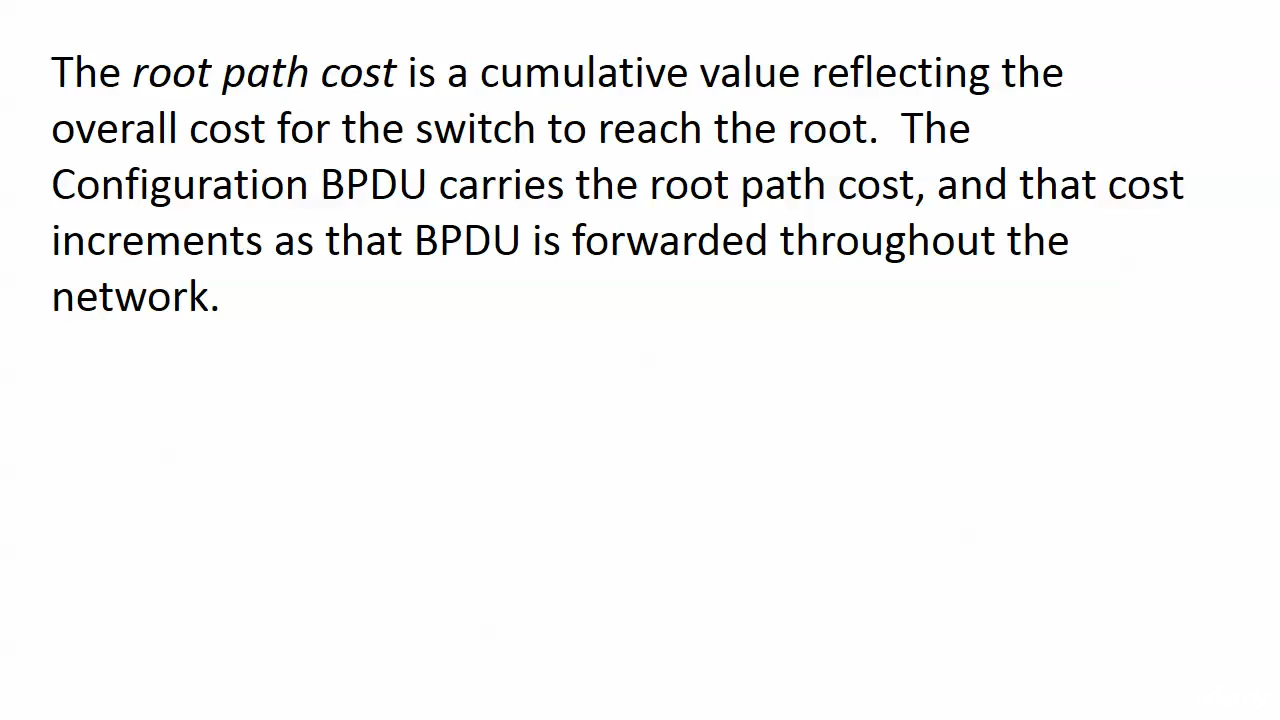 The root path cost is a cumulative value reflecting the
overall cost for the switch to reach the root.  The
Configuration BPDU carries the root path cost, and that cost
increments as that BPDU is forwarded throughout the
network.